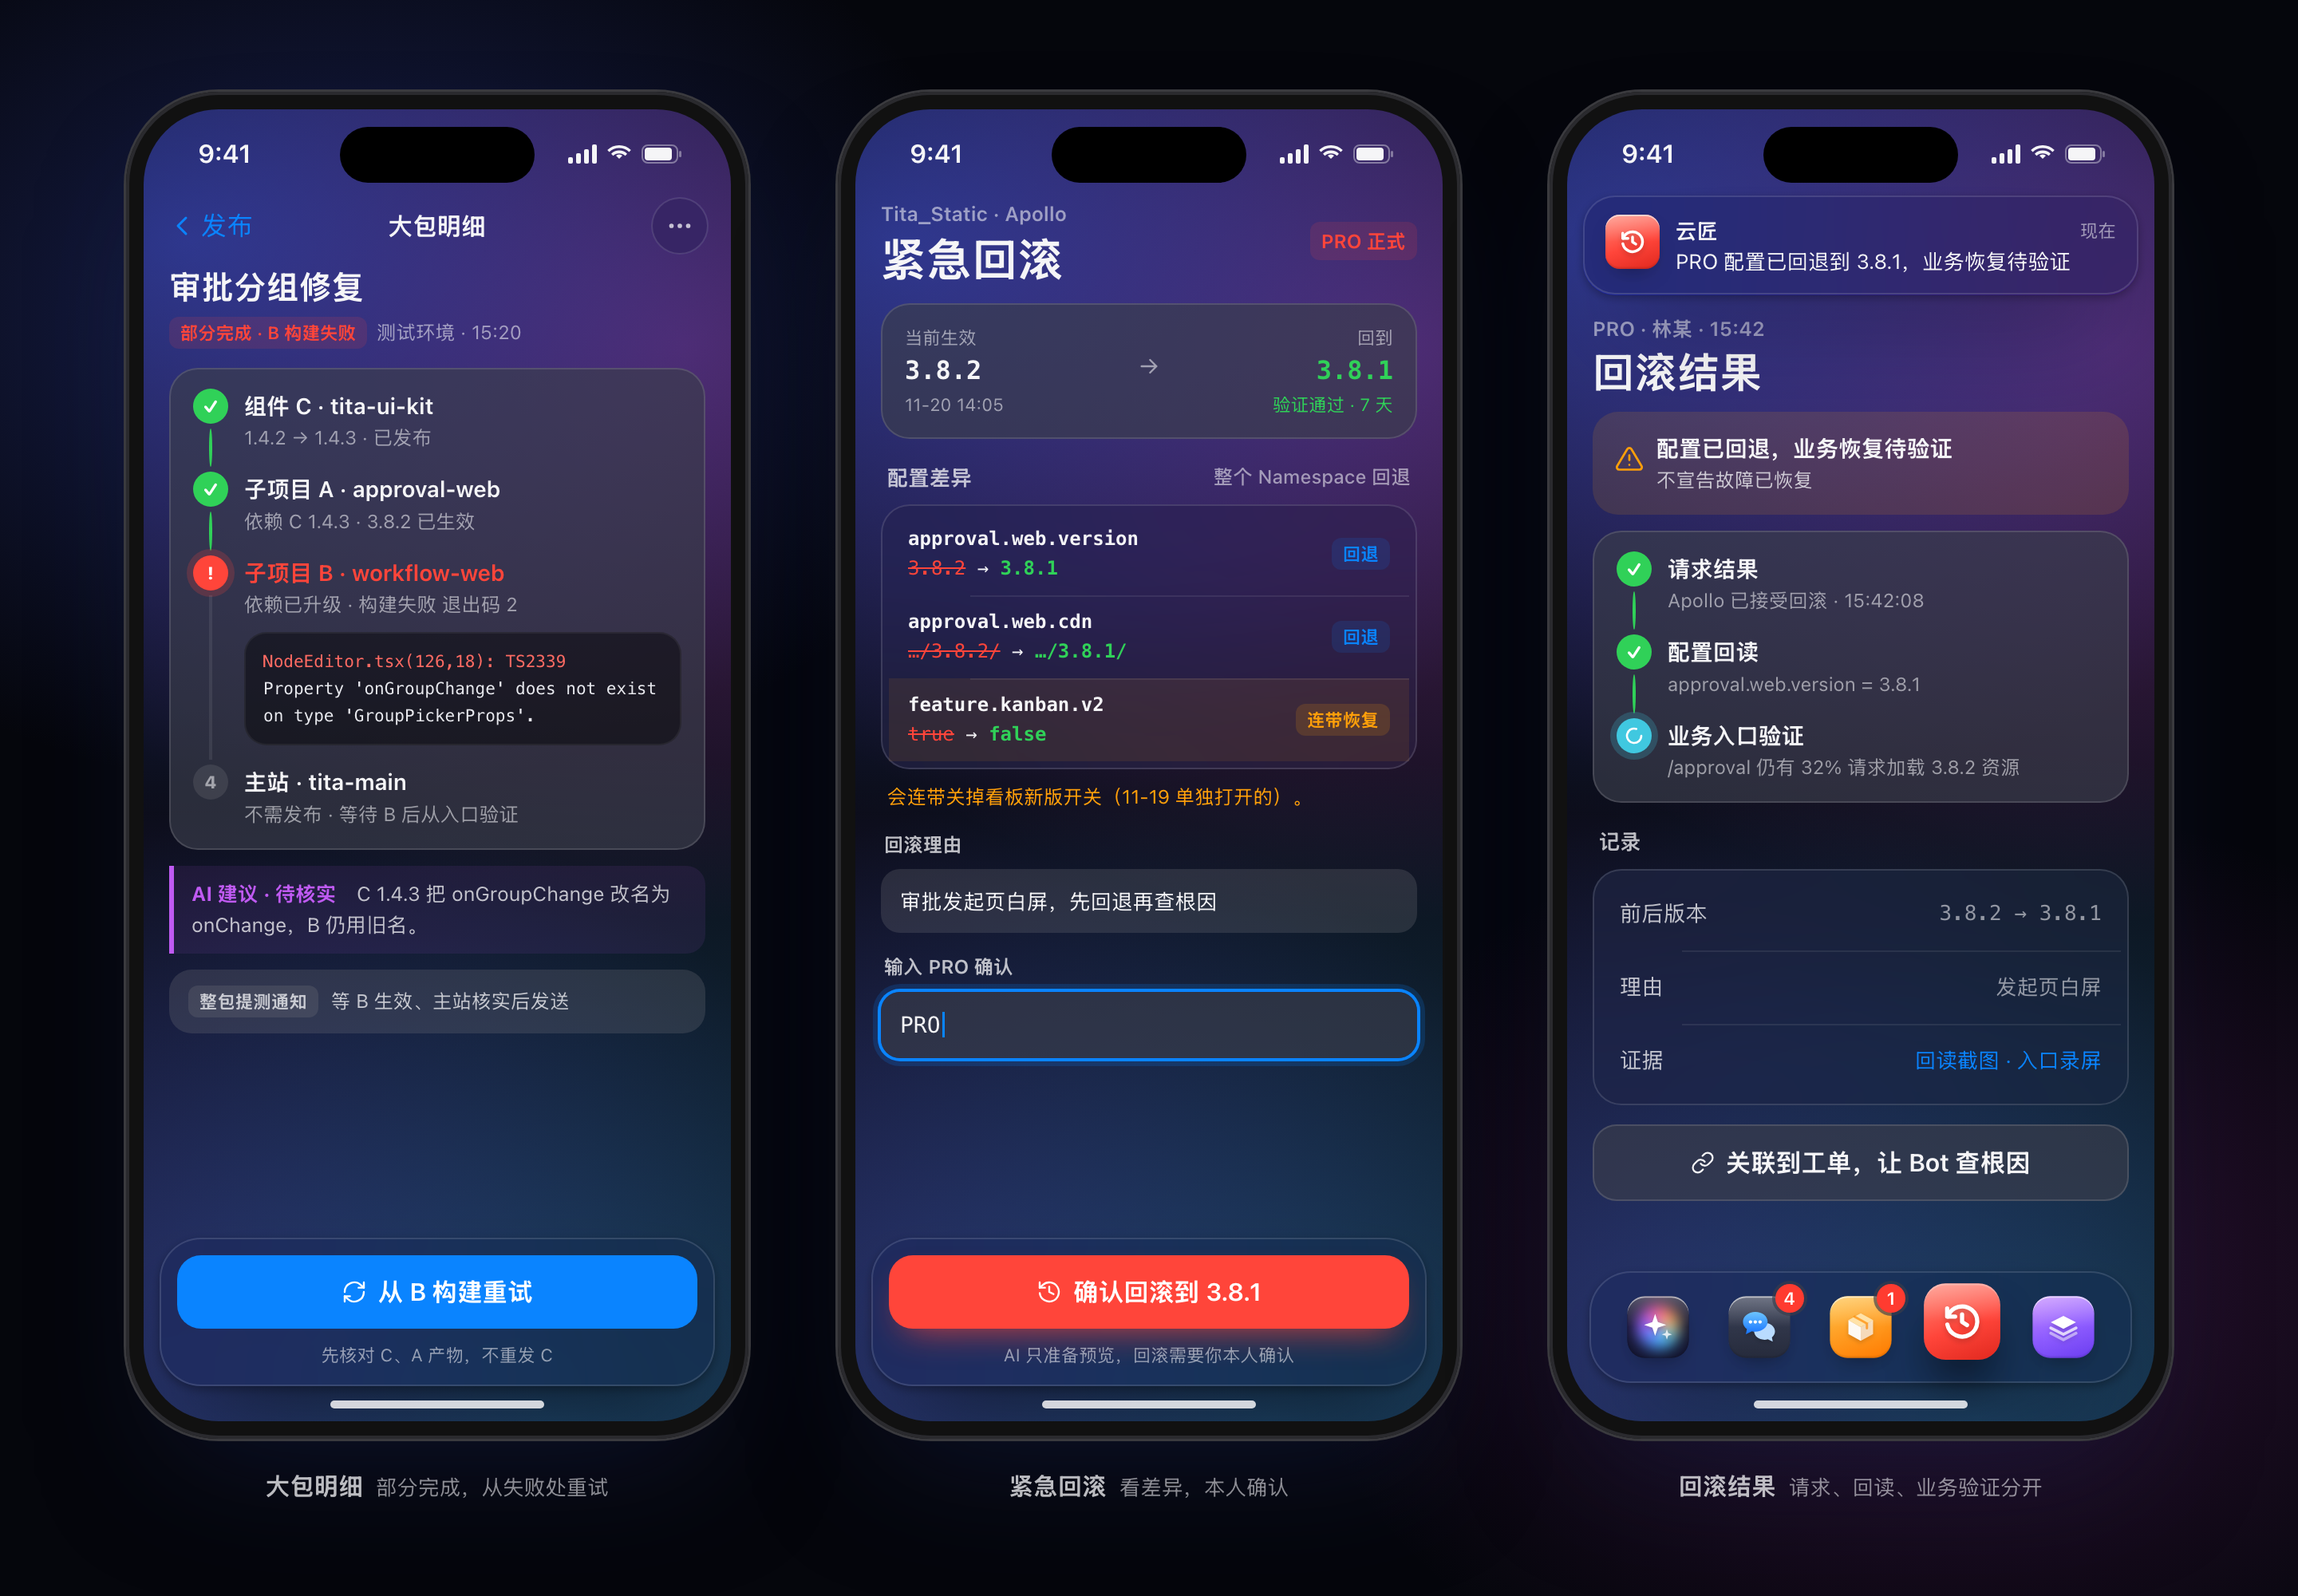 9:41
发布
大包明细
审批分组修复
部分完成 · B 构建失败 测试环境 · 15:20
组件 C · tita-ui-kit
1.4.2 → 1.4.3 · 已发布
子项目 A · approval-web
依赖 C 1.4.3 · 3.8.2 已生效
子项目 B · workflow-web
依赖已升级 · 构建失败 退出码 2
NodeEditor.tsx(126,18): TS2339
Property 'onGroupChange' does not exist
on type 'GroupPickerProps'.
4
主站 · tita-main
不需发布 · 等待 B 后从入口验证
AI 建议 · 待核实 C 1.4.3 把 onGroupChange 改名为
onChange，B 仍用旧名。
整包提测通知 等 B 生效、主站核实后发送
从 B 构建重试
先核对 C、A 产物，不重发 C
大包明细 部分完成，从失败处重试
9:41
Tita_Static · Apollo
紧急回滚
PRO 正式
当前生效
3.8.2
11-20 14:05
→
回到
3.8.1
验证通过 · 7 天
配置差异
整个 Namespace 回退
approval.web.version
3.8.2 → 3.8.1
回退
approval.web.cdn
…/3.8.2/ → …/3.8.1/
回退
feature.kanban.v2
true → false
连带恢复
会连带关掉看板新版开关（11-19 单独打开的）。
回滚理由
审批发起页白屏，先回退再查根因
输入 PRO 确认
PRO
确认回滚到 3.8.1
AI 只准备预览，回滚需要你本人确认
紧急回滚 看差异，本人确认
9:41
云匠
现在
PRO 配置已回退到 3.8.1，业务恢复待验证
PRO · 林某 · 15:42
回滚结果
配置已回退，业务恢复待验证
不宣告故障已恢复
请求结果
Apollo 已接受回滚 · 15:42:08
配置回读
approval.web.version = 3.8.1
业务入口验证
/approval 仍有 32% 请求加载 3.8.2 资源
记录
前后版本 3.8.2 → 3.8.1
理由 发起页白屏
证据 回读截图 · 入口录屏
关联到工单，让 Bot 查根因
4
1
回滚结果 请求、回读、业务验证分开